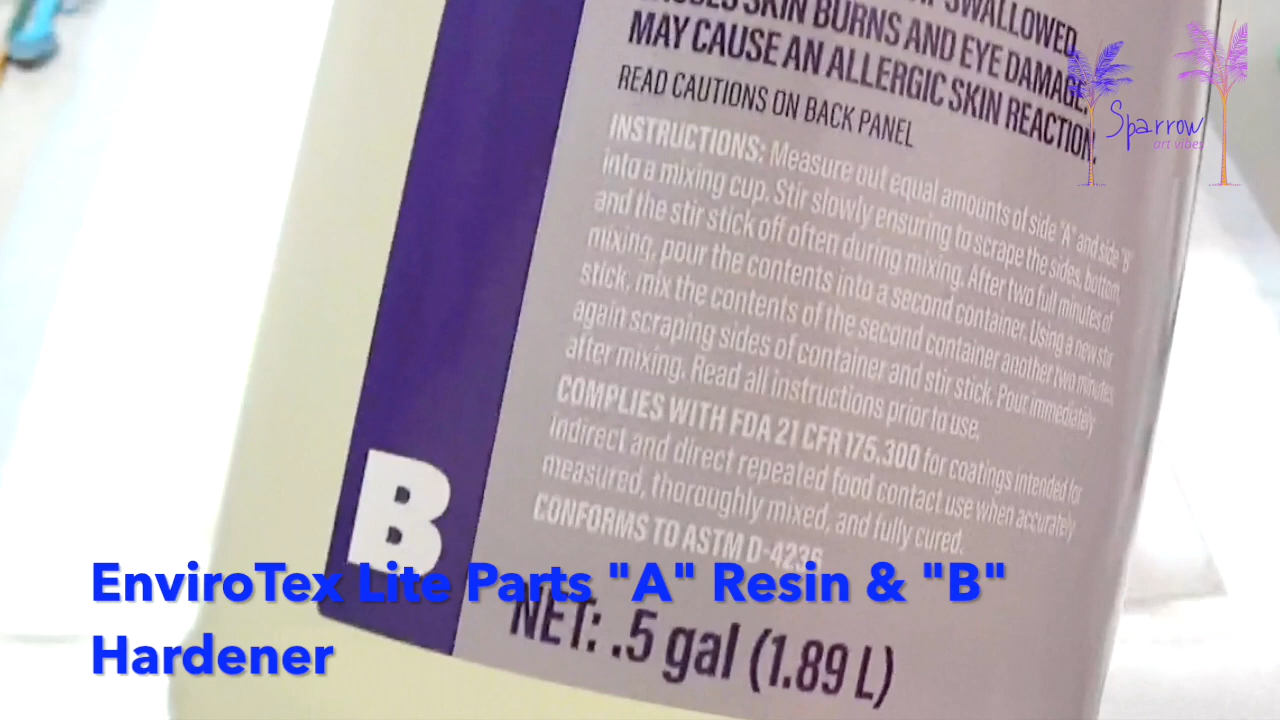 SWALLOWED.
SKIN BURNS AND EYE DAMAGE.
MAY CAUSE AN ALLERGIC SKIN REACTION.
READ CAUTIONS ON BACK PANEL
INSTRUCTIONS: Measure out equal amounts of side "A" and side "B"
into a mixing cup. Stir slowly ensuring to scrape the sides, bottom
and the stir stick off often during mixing. After two full minutes of
mixing, pour the contents into a second container. Using a new stir
stick, mix the contents of the second container another two minutes,
again scraping sides of container and stir stick. Pour immediately
after mixing. Read all instructions prior to use.
COMPLIES WITH FDA 21 CFR 175.300 for coatings intended for
indirect and direct repeated food contact use when accurately
measured, thoroughly mixed, and fully cured.
CONFORMS TO ASTM D-4236
B
NET: .5 gal (1.89 L)
Sparrow
art vibes
EnviroTex Lite Parts "A" Resin & "B"
Hardener